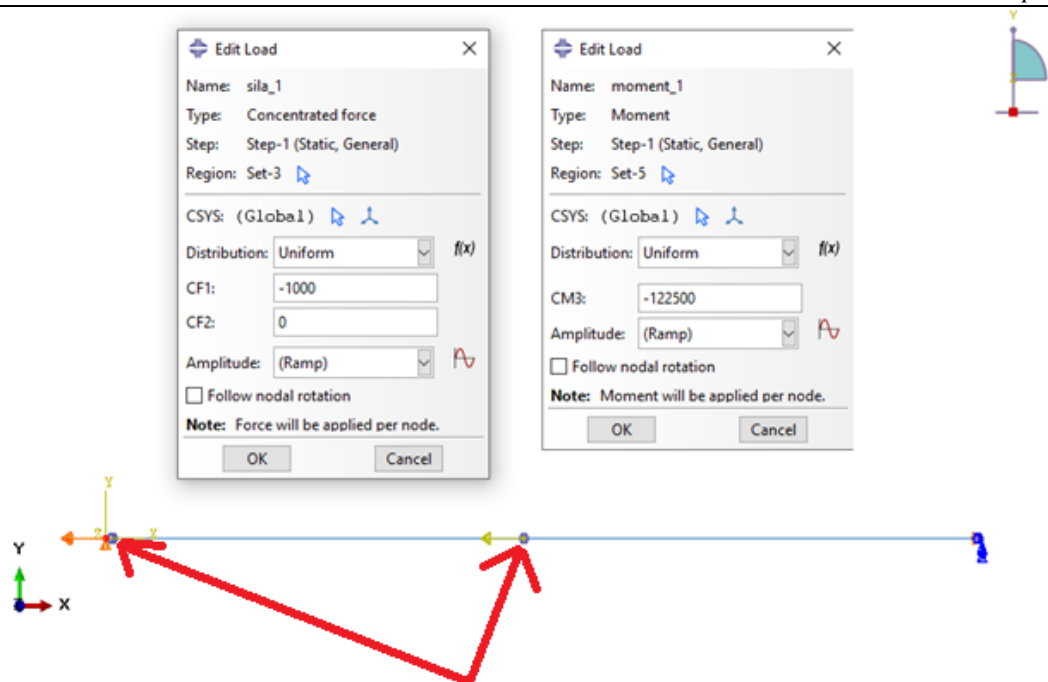 Edit Load
Name: sila_1
Type: Concentrated force
Step: Step-1 (Static, General)
Region: Set-3
CSYS: (Global)
Distribution: Uniform f(x)
CF1: -1000
CF2: 0
Amplitude: (Ramp)
Follow nodal rotation
Note: Force will be applied per node.
OK Cancel
Edit Load
Name: moment_1
Type: Moment
Step: Step-1 (Static, General)
Region: Set-5
CSYS: (Global)
Distribution: Uniform f(x)
CM3: -122500
Amplitude: (Ramp)
Follow nodal rotation
Note: Moment will be applied per node.
OK Cancel
Y
Y
Z X
Y
X